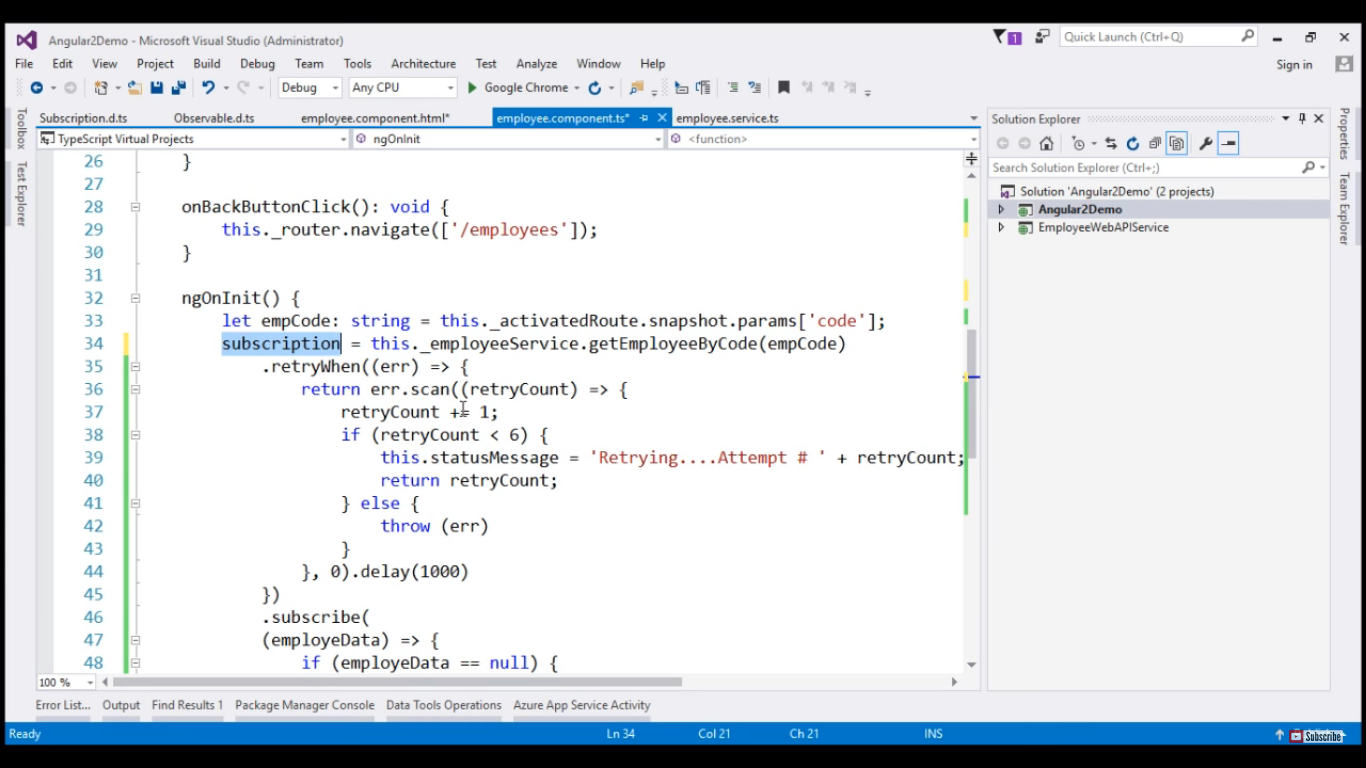 Angular2Demo - Microsoft Visual Studio (Administrator)
1
Quick Launch (Ctrl+Q)
File Edit View Project Build Debug Team Tools Architecture Test Analyze Window Help
Sign in
Debug Any CPU Google Chrome
Subscription.d.ts Observable.d.ts employee.component.html* employee.component.ts* employee.service.ts
TypeScript Virtual Projects ngOnInit <function>
Toolbox
Test Explorer
26 }
27
28 onBackButtonClick(): void {
29 this._router.navigate(['/employees']);
30 }
31
32 ngOnInit() {
33 let empCode: string = this._activatedRoute.snapshot.params['code'];
34 subscription = this._employeeService.getEmployeeByCode(empCode)
35 .retryWhen((err) => {
36 return err.scan((retryCount) => {
37 retryCount += 1;
38 if (retryCount < 6) {
39 this.statusMessage = 'Retrying....Attempt # ' + retryCount;
40 return retryCount;
41 } else {
42 throw (err)
43 }
44 }, 0).delay(1000)
45 })
46 .subscribe(
47 (employeData) => {
48 if (employeData == null) {
100 %
Solution Explorer
Search Solution Explorer (Ctrl+;)
Solution 'Angular2Demo' (2 projects)
Angular2Demo
EmployeeWebAPIService
Properties
Team Explorer
Error List... Output Find Results 1 Package Manager Console Data Tools Operations Azure App Service Activity
Ready Ln 34 Col 21 Ch 21 INS
Subscribe